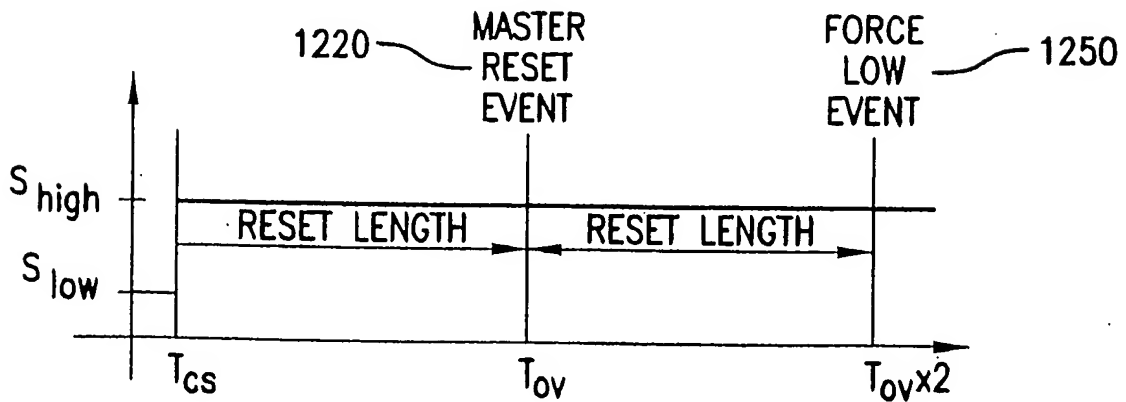 1220
MASTER
RESET
EVENT
FORCE
LOW
EVENT
1250
S high
RESET LENGTH
RESET LENGTH
S low
Tcs
Tov
Tovx2